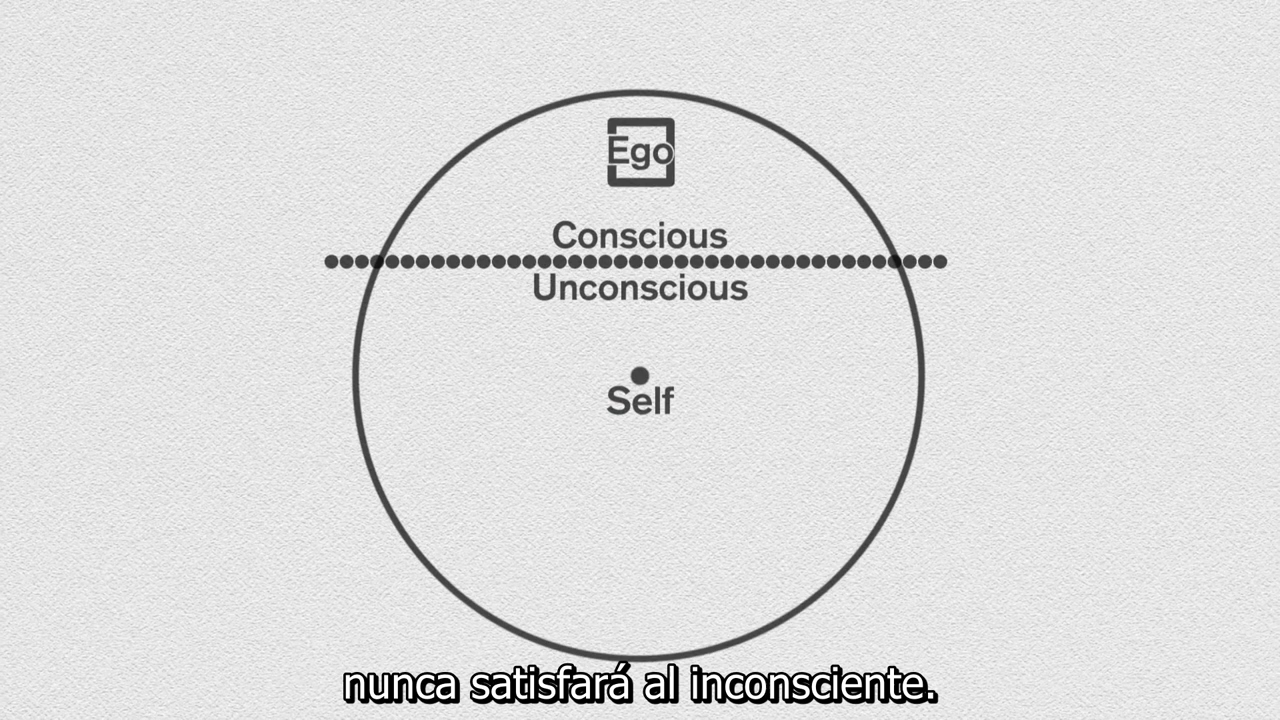 Ego
Conscious
Unconscious
Self
nunca satisfará al inconsciente.